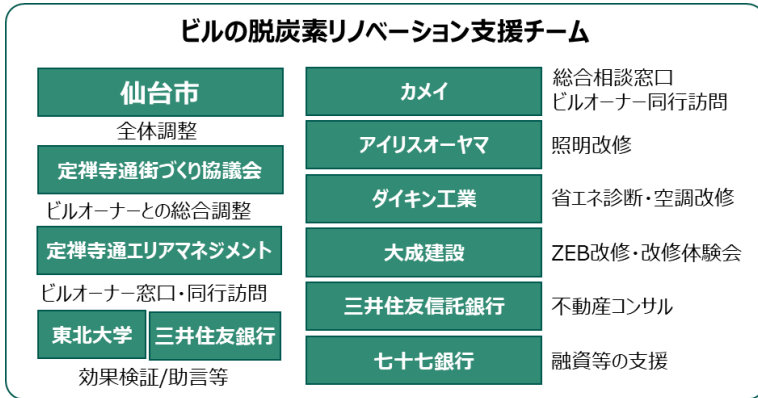 ビルの脱炭素リノベーション支援チーム
仙台市
全体調整
定禅寺通街づくり協議会
ビルオーナーとの総合調整
定禅寺通エリアマネジメント
ビルオーナー窓口・同行訪問
東北大学 三井住友銀行
効果検証/助言等
カメイ
総合相談窓口
ビルオーナー同行訪問
アイリスオーヤマ
照明改修
ダイキン工業
省エネ診断・空調改修
大成建設
ZEB改修・改修体験会
三井住友信託銀行
不動産コンサル
七十七銀行
融資等の支援